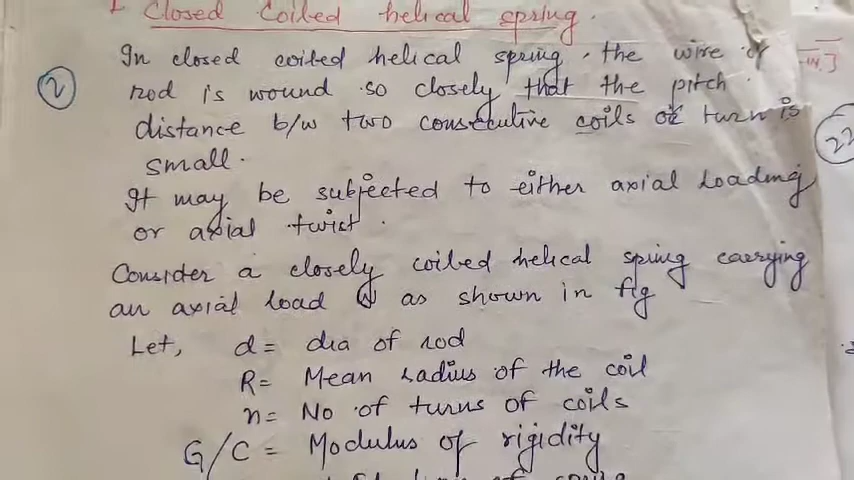 Closed Coiled helical spring.
In closed coiled helical spring, the wire or
rod is wound so closely that the pitch
distance b/w two consecutive coils or turn is
small.
It may be subjected to either axial loading
or axial twist.
Consider a closely coiled helical spring carrying
an axial load W as shown in fig
Let, d = dia of rod
R = Mean radius of the coil
n = No of turns of coils
G/C = Modulus of rigidity
2
22